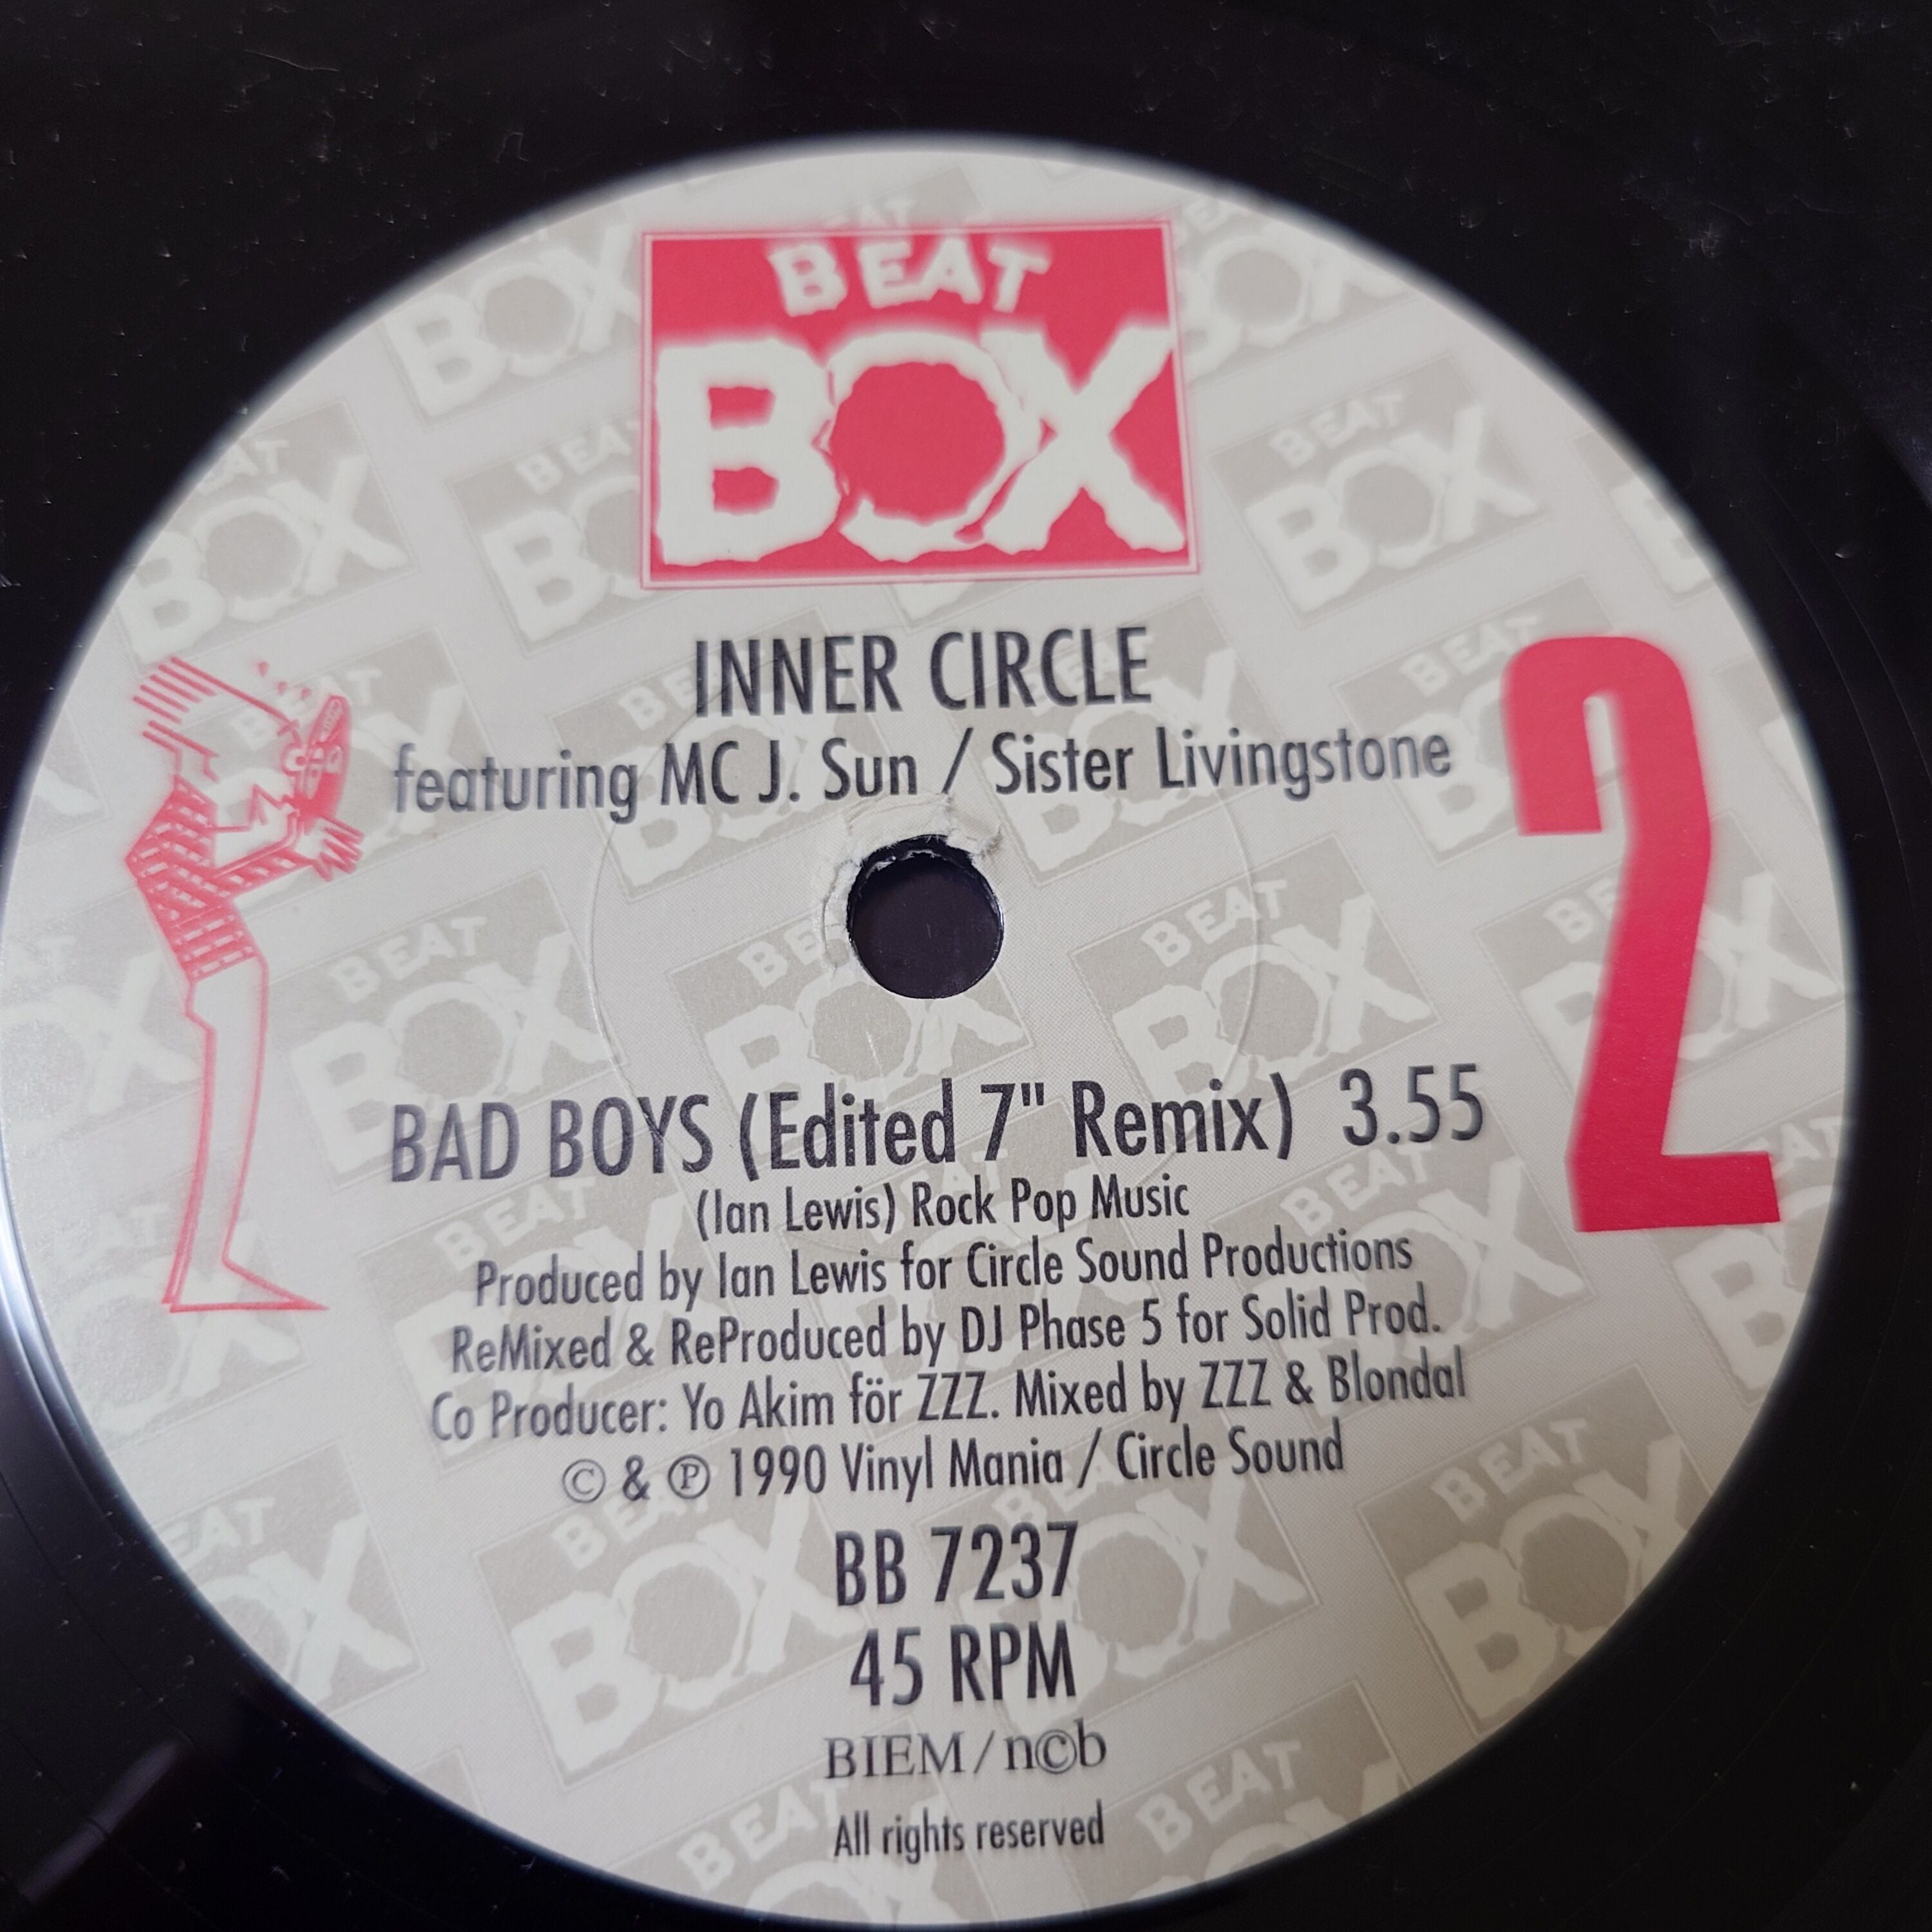 BEAT
BOX
INNER CIRCLE
featuring MC J. Sun / Sister Livingstone
2
BAD BOYS (Edited 7" Remix) 3.55
(Ian Lewis) Rock Pop Music
Produced by Ian Lewis for Circle Sound Productions
ReMixed & ReProduced by DJ Phase 5 for Solid Prod.
Co Producer: Yo Akim för ZZZ. Mixed by ZZZ & Blondal
© & ℗ 1990 Vinyl Mania / Circle Sound
BB 7237
45 RPM
BIEM/n©b
All rights reserved